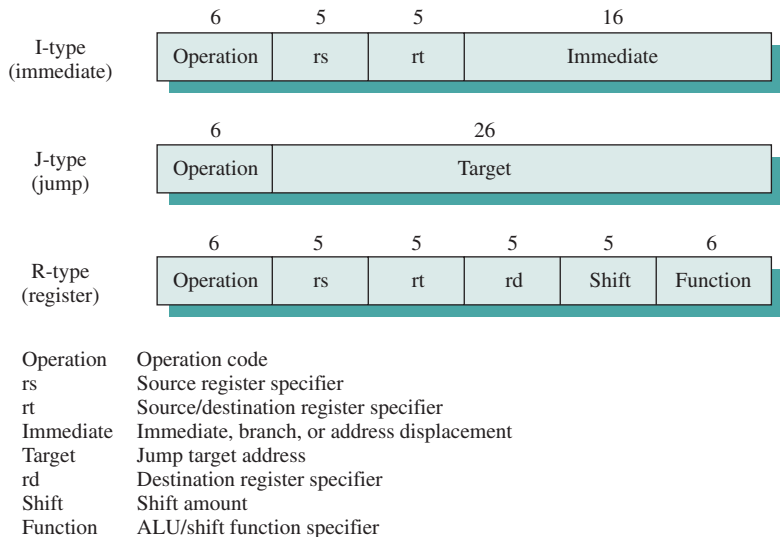 6 5 5 16
I-type
(immediate)
Operation rs rt Immediate
6 26
J-type
(jump)
Operation Target
6 5 5 5 5 6
R-type
(register)
Operation rs rt rd Shift Function
Operation Operation code
rs Source register specifier
rt Source/destination register specifier
Immediate Immediate, branch, or address displacement
Target Jump target address
rd Destination register specifier
Shift Shift amount
Function ALU/shift function specifier